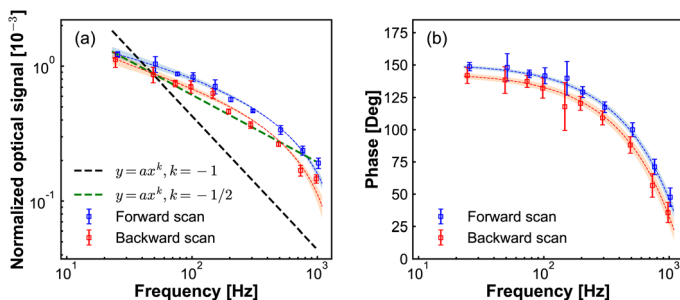 (a)
Normalized optical signal [10⁻³]
10⁰
10⁻¹
y = axᵏ, k = −1
y = axᵏ, k = −1/2
Forward scan
Backward scan
10¹ 10² 10³
Frequency [Hz]
(b)
Phase [Deg]
175
150
125
100
75
50
25
0
Forward scan
Backward scan
10¹ 10² 10³
Frequency [Hz]